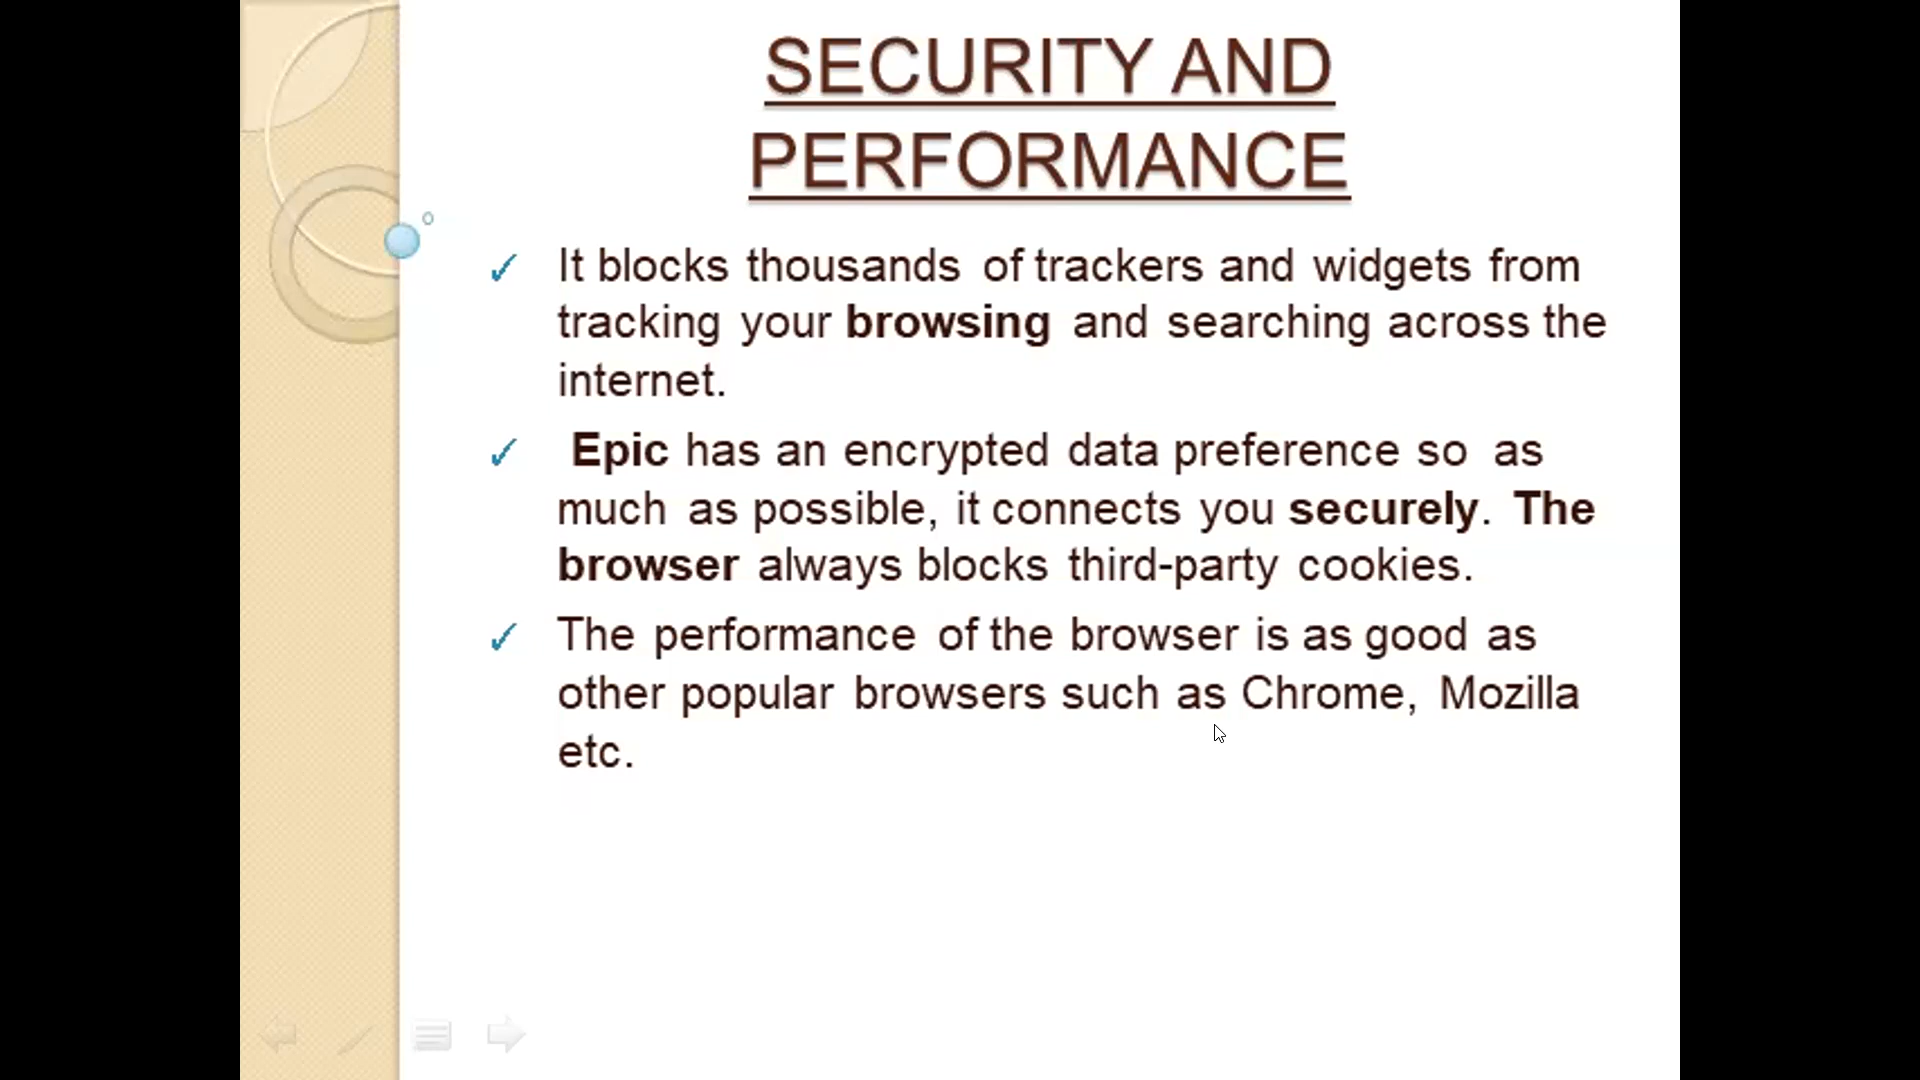 SECURITY AND
PERFORMANCE
✓ It blocks thousands of trackers and widgets from
tracking your browsing and searching across the
internet.
✓ Epic has an encrypted data preference so as
much as possible, it connects you securely. The
browser always blocks third-party cookies.
✓ The performance of the browser is as good as
other popular browsers such as Chrome, Mozilla
etc.